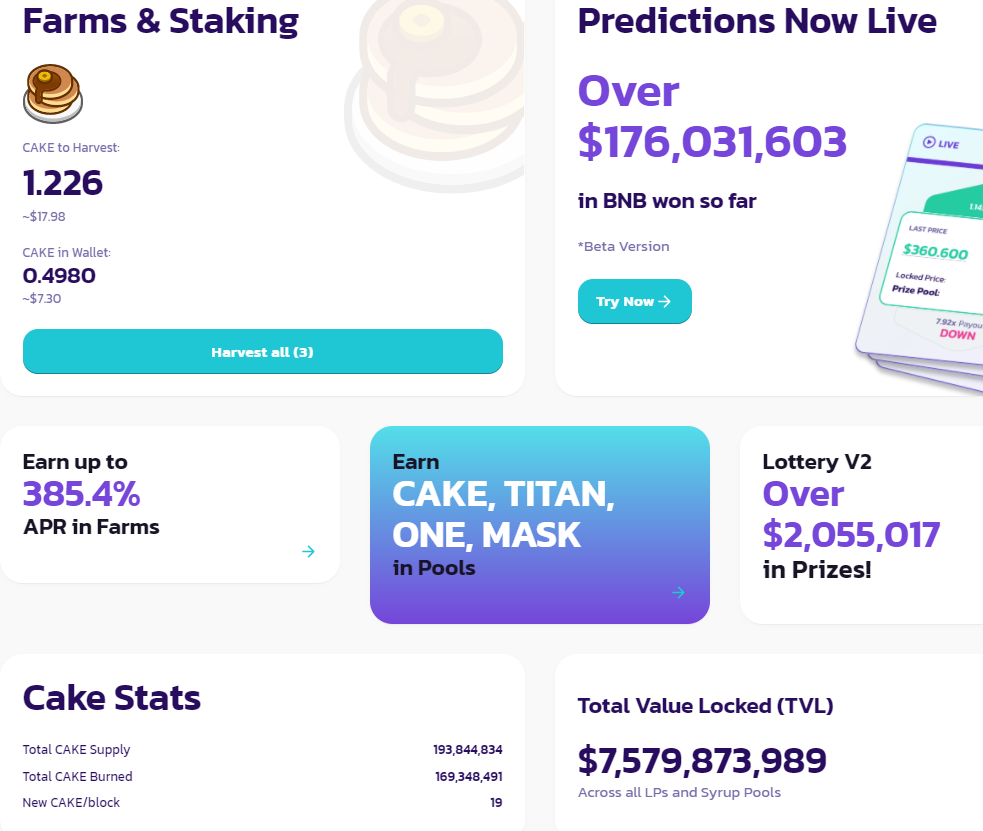 Farms & Staking
CAKE to Harvest:
1.226
~$17.98
CAKE in Wallet:
0.4980
~$7.30
Harvest all (3)
Predictions Now Live
Over
$176,031,603
in BNB won so far
*Beta Version
Try Now
LIVE
1.14
LAST PRICE
$360.600
Locked Price:
Prize Pool:
7.92x Payou
DOWN
Earn up to
385.4%
APR in Farms
Earn
CAKE, TITAN,
ONE, MASK
in Pools
Lottery V2
Over
$2,055,017
in Prizes!
Cake Stats
Total CAKE Supply 193,844,834
Total CAKE Burned 169,348,491
New CAKE/block 19
Total Value Locked (TVL)
$7,579,873,989
Across all LPs and Syrup Pools